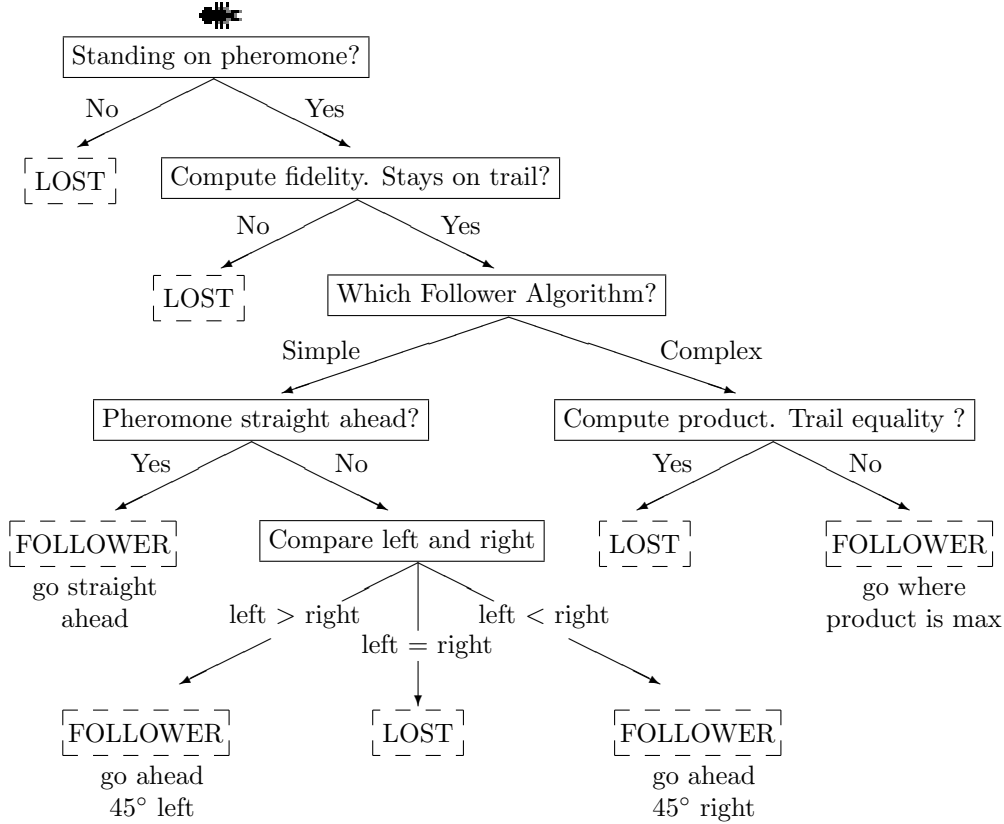 Standing on pheromone?
No
Yes
LOST
Compute fidelity. Stays on trail?
No
Yes
LOST
Which Follower Algorithm?
Simple
Complex
Pheromone straight ahead?
Compute product. Trail equality ?
Yes
No
Yes
No
FOLLOWER
Compare left and right
LOST
FOLLOWER
go straight
ahead
go where
product is max
left > right
left < right
left = right
FOLLOWER
LOST
FOLLOWER
go ahead
45° left
go ahead
45° right